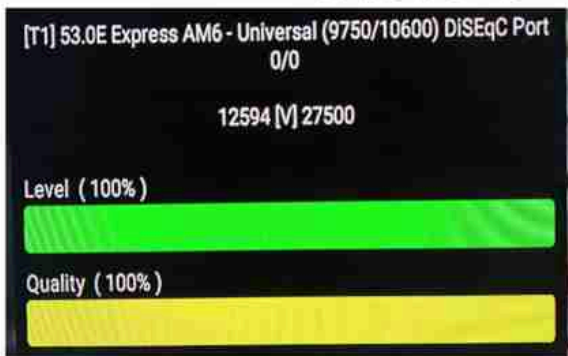 [T1] 53.0E Express AM6 - Universal (9750/10600) DiSEqC Port
0/0
12594 [V] 27500
Level ( 100% )
Quality ( 100% )